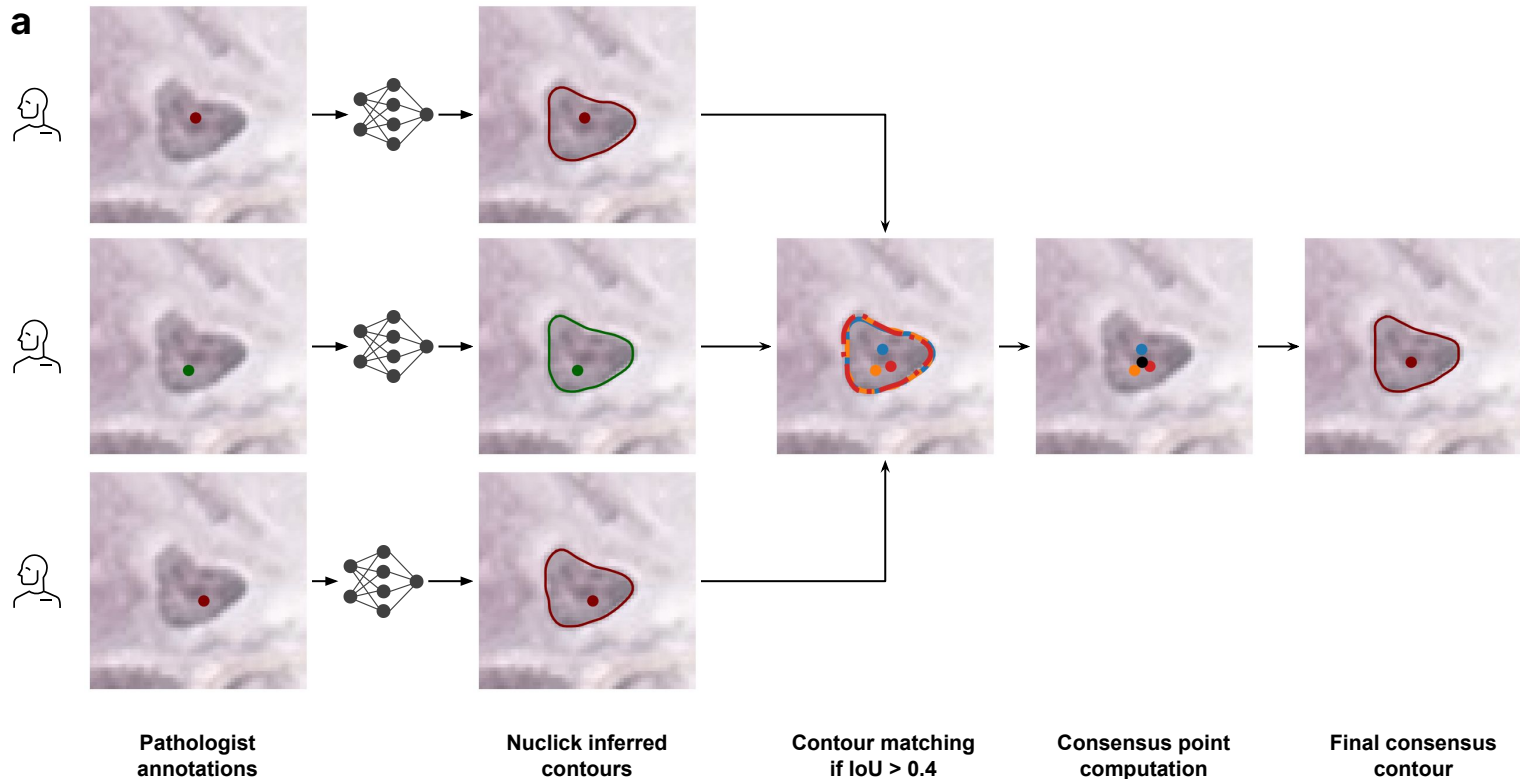 a
Pathologist
annotations
Nuclick inferred
contours
Contour matching
if IoU > 0.4
Consensus point
computation
Final consensus
contour